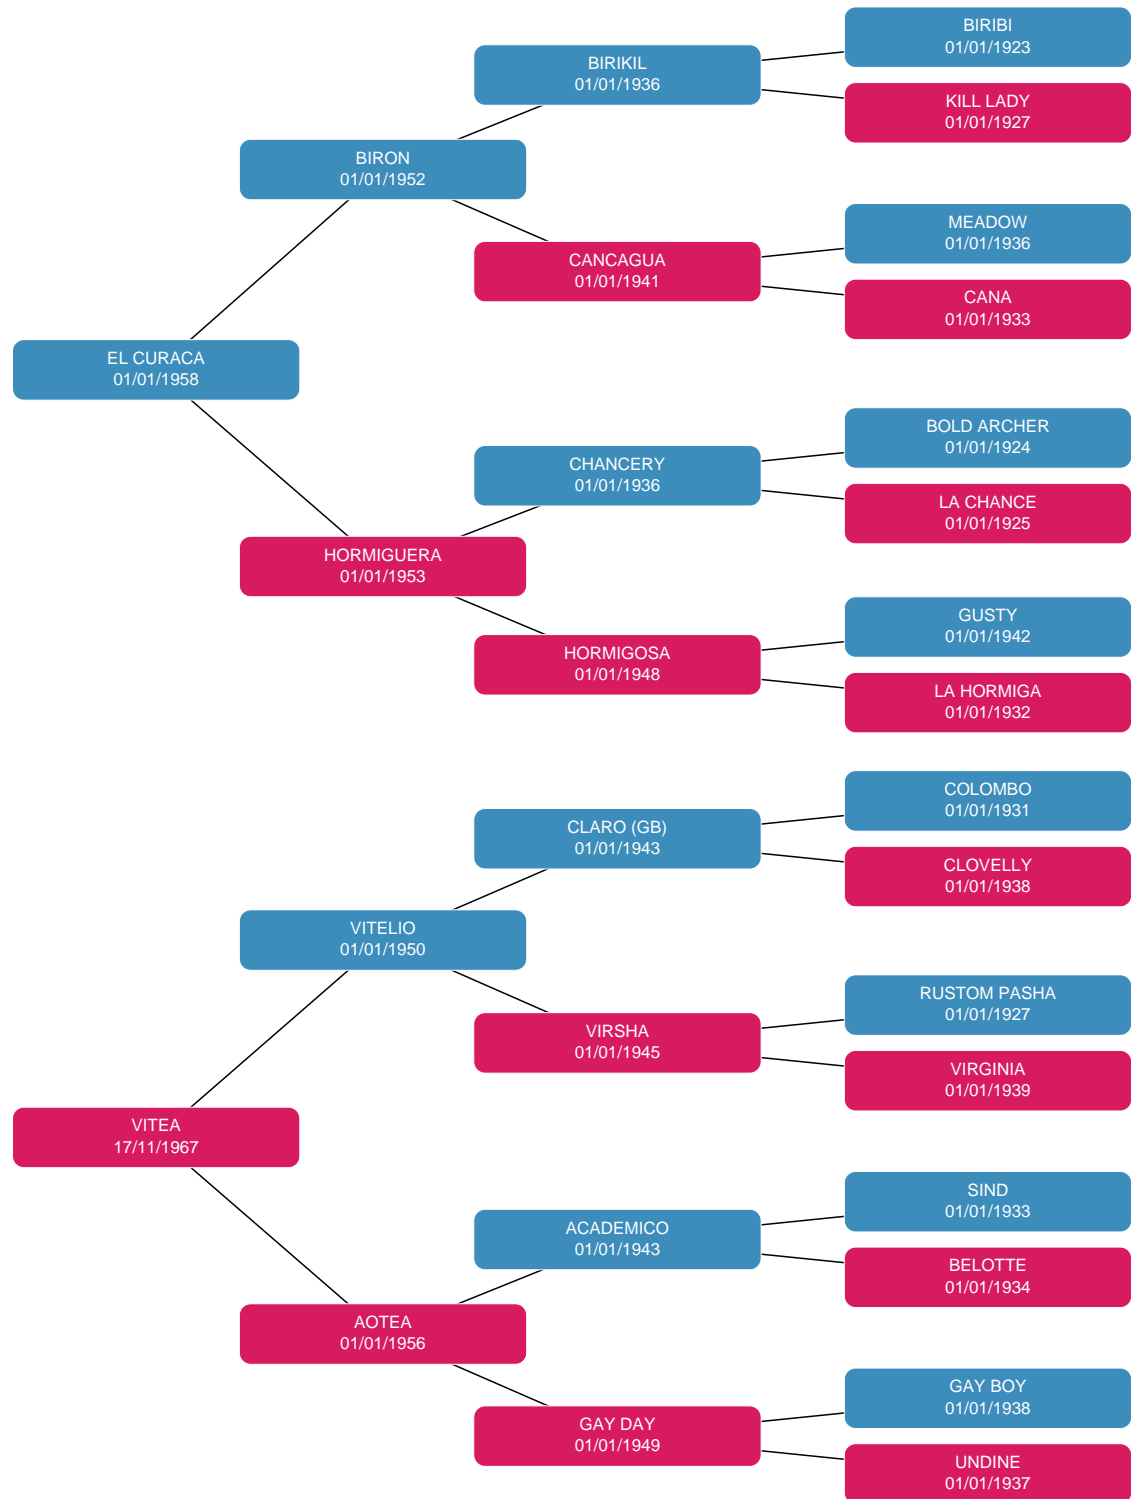 BIRIBI
01/01/1923
BIRIKIL
01/01/1936
KILL LADY
01/01/1927
BIRON
01/01/1952
MEADOW
01/01/1936
CANCAGUA
01/01/1941
CANA
01/01/1933
EL CURACA
01/01/1958
BOLD ARCHER
01/01/1924
CHANCERY
01/01/1936
LA CHANCE
01/01/1925
HORMIGUERA
01/01/1953
GUSTY
01/01/1942
HORMIGOSA
01/01/1948
LA HORMIGA
01/01/1932
COLOMBO
01/01/1931
CLARO (GB)
01/01/1943
CLOVELLY
01/01/1938
VITELIO
01/01/1950
RUSTOM PASHA
01/01/1927
VIRSHA
01/01/1945
VIRGINIA
01/01/1939
VITEA
17/11/1967
SIND
01/01/1933
ACADEMICO
01/01/1943
BELOTTE
01/01/1934
AOTEA
01/01/1956
GAY BOY
01/01/1938
GAY DAY
01/01/1949
UNDINE
01/01/1937